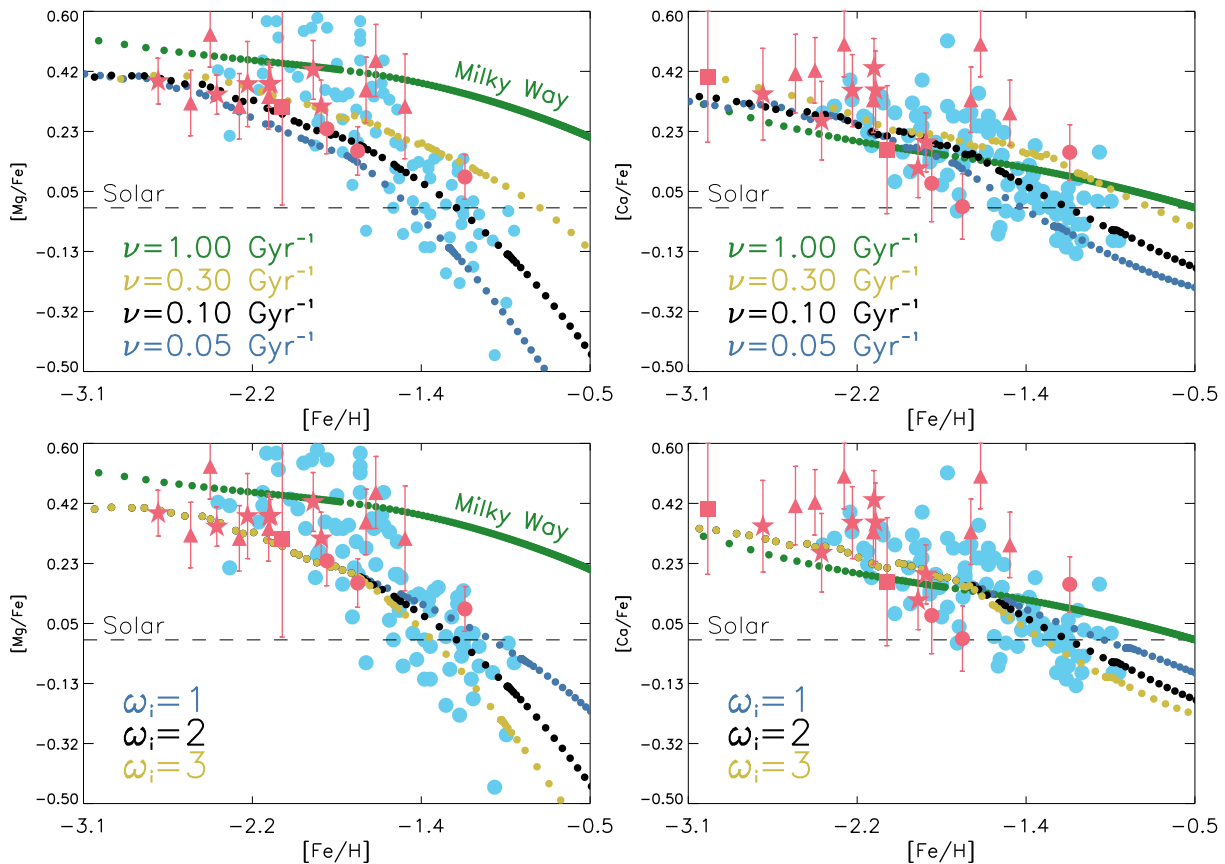 0.60
0.42
0.23
0.05
−0.13
−0.32
−0.50
[Mg/Fe]
Milky Way
Solar
ν=1.00 Gyr⁻¹
ν=0.30 Gyr⁻¹
ν=0.10 Gyr⁻¹
ν=0.05 Gyr⁻¹
−3.1 −2.2 −1.4 −0.5
[Fe/H]
0.60
0.42
0.23
0.05
−0.13
−0.32
−0.50
[Ca/Fe]
Solar
ν=1.00 Gyr⁻¹
ν=0.30 Gyr⁻¹
ν=0.10 Gyr⁻¹
ν=0.05 Gyr⁻¹
−3.1 −2.2 −1.4 −0.5
[Fe/H]
0.60
0.42
0.23
0.05
−0.13
−0.32
−0.50
[Mg/Fe]
Milky Way
Solar
ωᵢ=1
ωᵢ=2
ωᵢ=3
−3.1 −2.2 −1.4 −0.5
[Fe/H]
0.60
0.42
0.23
0.05
−0.13
−0.32
−0.50
[Ca/Fe]
Solar
ωᵢ=1
ωᵢ=2
ωᵢ=3
−3.1 −2.2 −1.4 −0.5
[Fe/H]